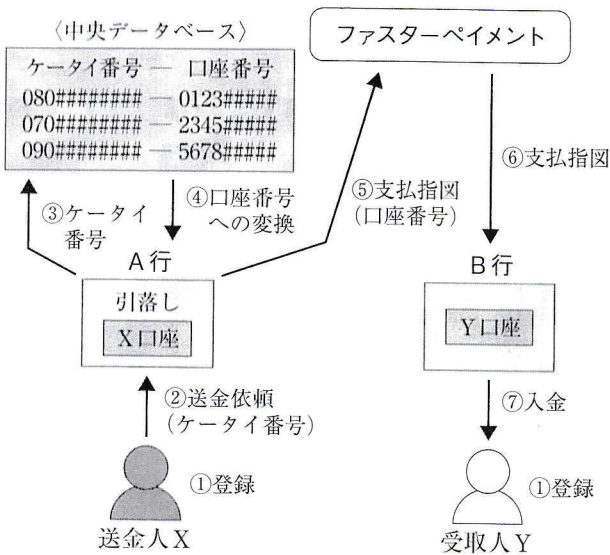 〈中央データベース〉
ケータイ番号 — 口座番号
080######## — 0123#####
070######## — 2345#####
090######## — 5678#####
ファスターペイメント
③ケータイ
番号
④口座番号
への変換
⑤支払指図
(口座番号)
⑥支払指図
A行
引落し
X口座
B行
Y口座
②送金依頼
(ケータイ番号)
⑦入金
①登録
送金人X
①登録
受取人Y